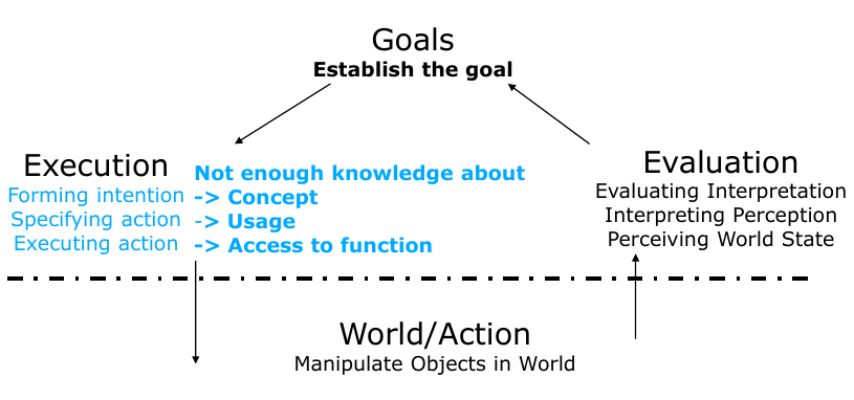 Goals
Establish the goal
Execution
Forming intention
Specifying action
Executing action
Not enough knowledge about
-> Concept
-> Usage
-> Access to function
Evaluation
Evaluating Interpretation
Interpreting Perception
Perceiving World State
World/Action
Manipulate Objects in World